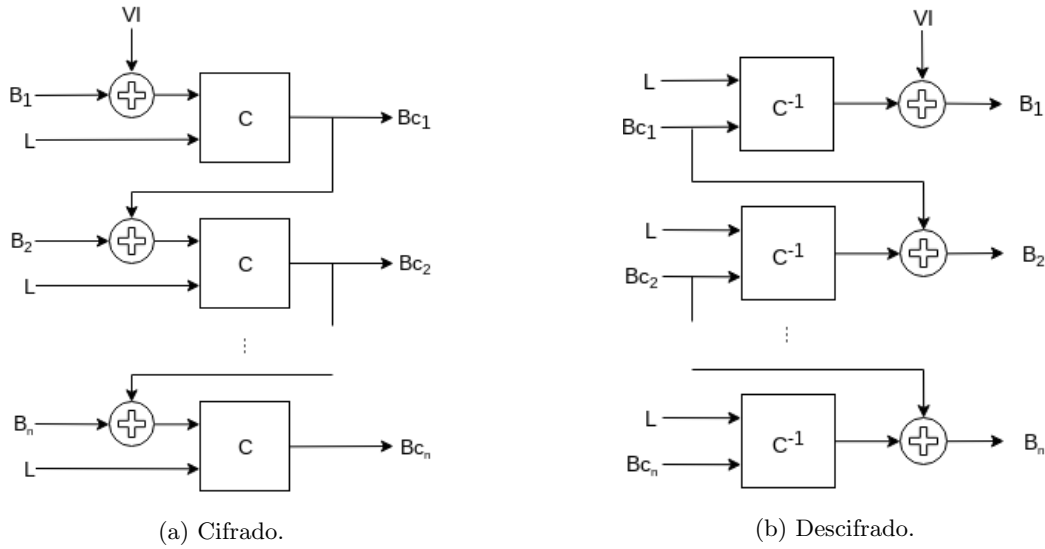 VI
B₁
L
C
Bc₁
B₂
L
C
Bc₂
Bₙ
L
C
Bcₙ
(a) Cifrado.
VI
L
Bc₁
C⁻¹
B₁
L
Bc₂
C⁻¹
B₂
L
Bcₙ
C⁻¹
Bₙ
(b) Descifrado.